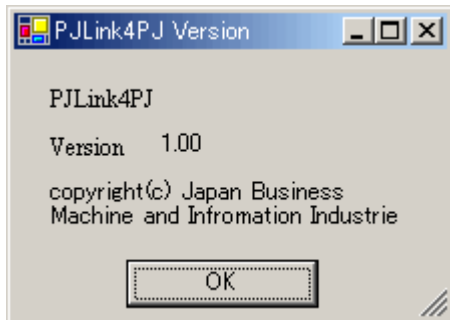 PJLink4PJ Version
PJLink4PJ
Version 1.00
copyright(c) Japan Business
Machine and Infromation Industrie
OK